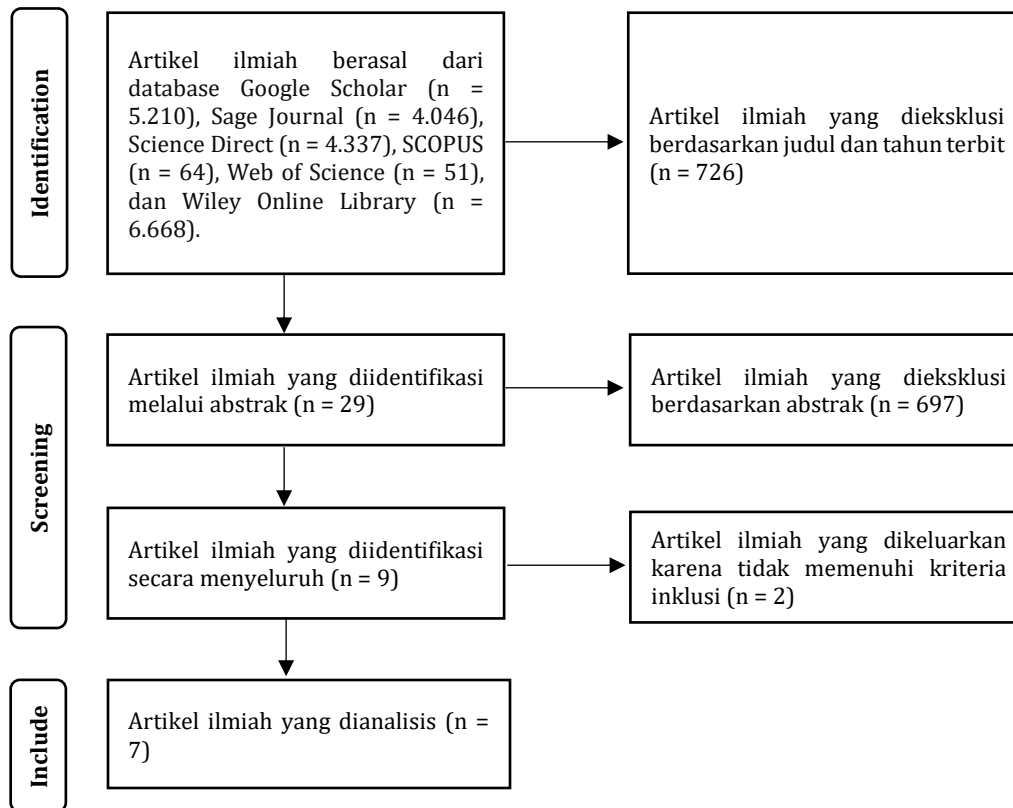 Identification
Artikel ilmiah berasal dari
database Google Scholar (n =
5.210), Sage Journal (n = 4.046),
Science Direct (n = 4.337), SCOPUS
(n = 64), Web of Science (n = 51),
dan Wiley Online Library (n =
6.668).
Artikel ilmiah yang dieksklusi
berdasarkan judul dan tahun terbit
(n = 726)
Screening
Artikel ilmiah yang diidentifikasi
melalui abstrak (n = 29)
Artikel ilmiah yang dieksklusi
berdasarkan abstrak (n = 697)
Artikel ilmiah yang diidentifikasi
secara menyeluruh (n = 9)
Artikel ilmiah yang dikeluarkan
karena tidak memenuhi kriteria
inklusi (n = 2)
Include
Artikel ilmiah yang dianalisis (n =
7)